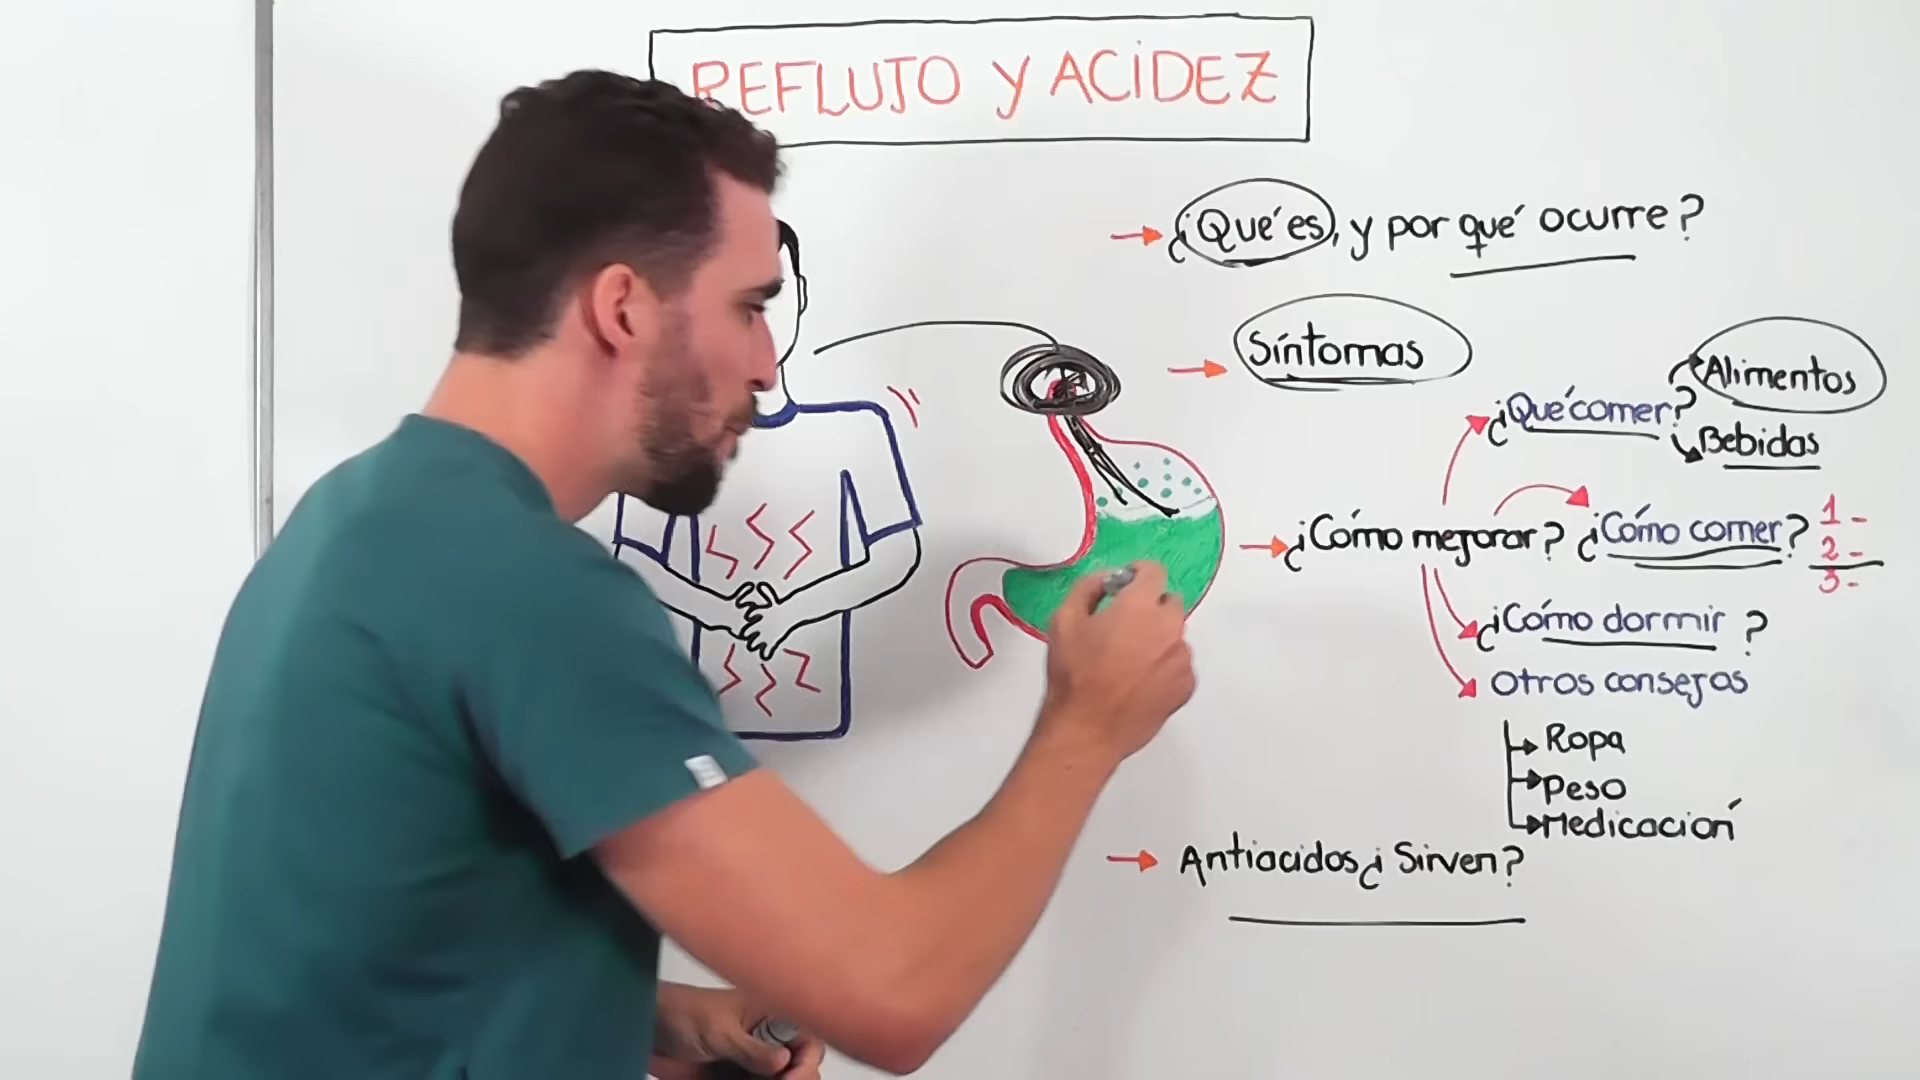 REFLUJO Y ACIDEZ
¿Qué es, y por qué ocurre?
Síntomas
¿Qué comer?
Alimentos
Bebidas
¿Cómo mejorar?
¿Cómo comer?
1-
2-
3-
¿Cómo dormir?
Otros consejos
Ropa
Peso
Medicación
Antiacidos ¿Sirven?